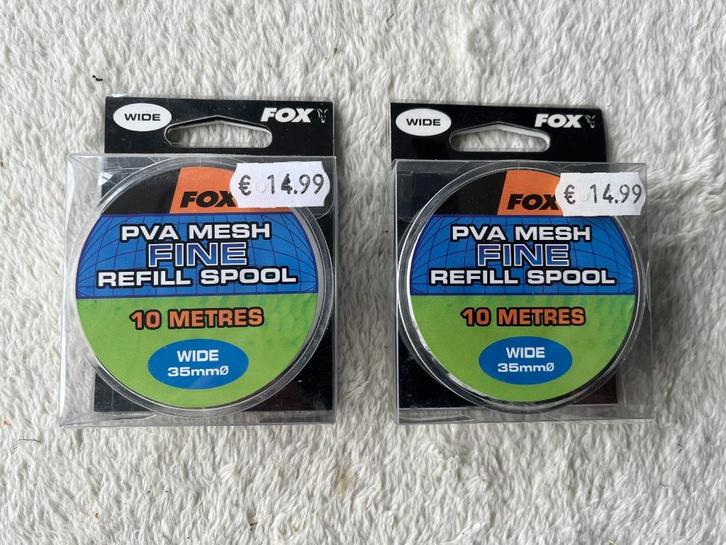 WIDE
FOX
€ 14.99
FOX
PVA MESH
FINE
REFILL SPOOL
10 METRES
WIDE
35mmØ
WIDE
FOX
€ 14.99
FOX
PVA MESH
FINE
REFILL SPOOL
10 METRES
WIDE
35mmØ